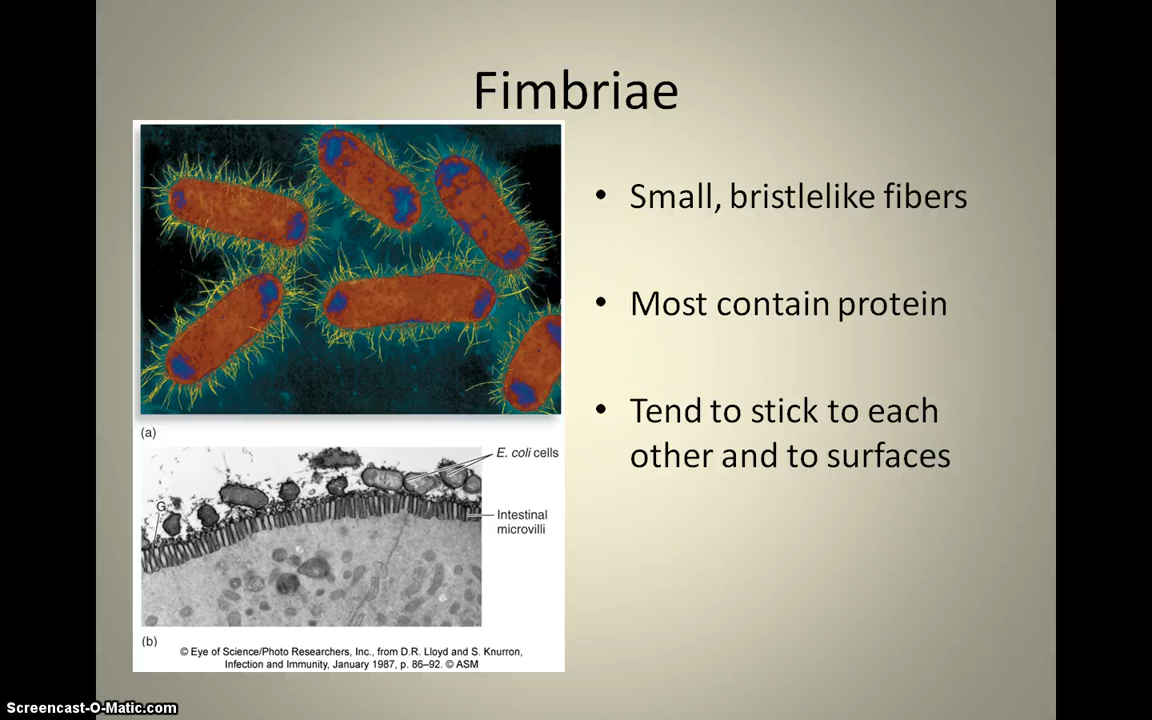 Fimbriae
• Small, bristlelike fibers
• Most contain protein
• Tend to stick to each
other and to surfaces
(a)
E. coli cells
G
Intestinal
microvilli
(b)
© Eye of Science/Photo Researchers, Inc., from D.R. Lloyd and S. Knurron,
Infection and Immunity, January 1987, p. 86–92. © ASM
Screencast-O-Matic.com